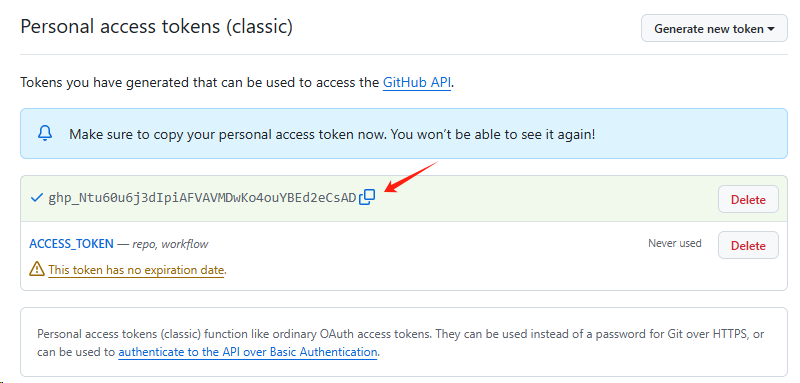 Personal access tokens (classic)
Generate new token
Tokens you have generated that can be used to access the GitHub API.
Make sure to copy your personal access token now. You won't be able to see it again!
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
Delete
ACCESS_TOKEN — repo, workflow
Never used
Delete
This token has no expiration date.
Personal access tokens (classic) function like ordinary OAuth access tokens. They can be used instead of a password for Git over HTTPS, or
can be used to authenticate to the API over Basic Authentication.